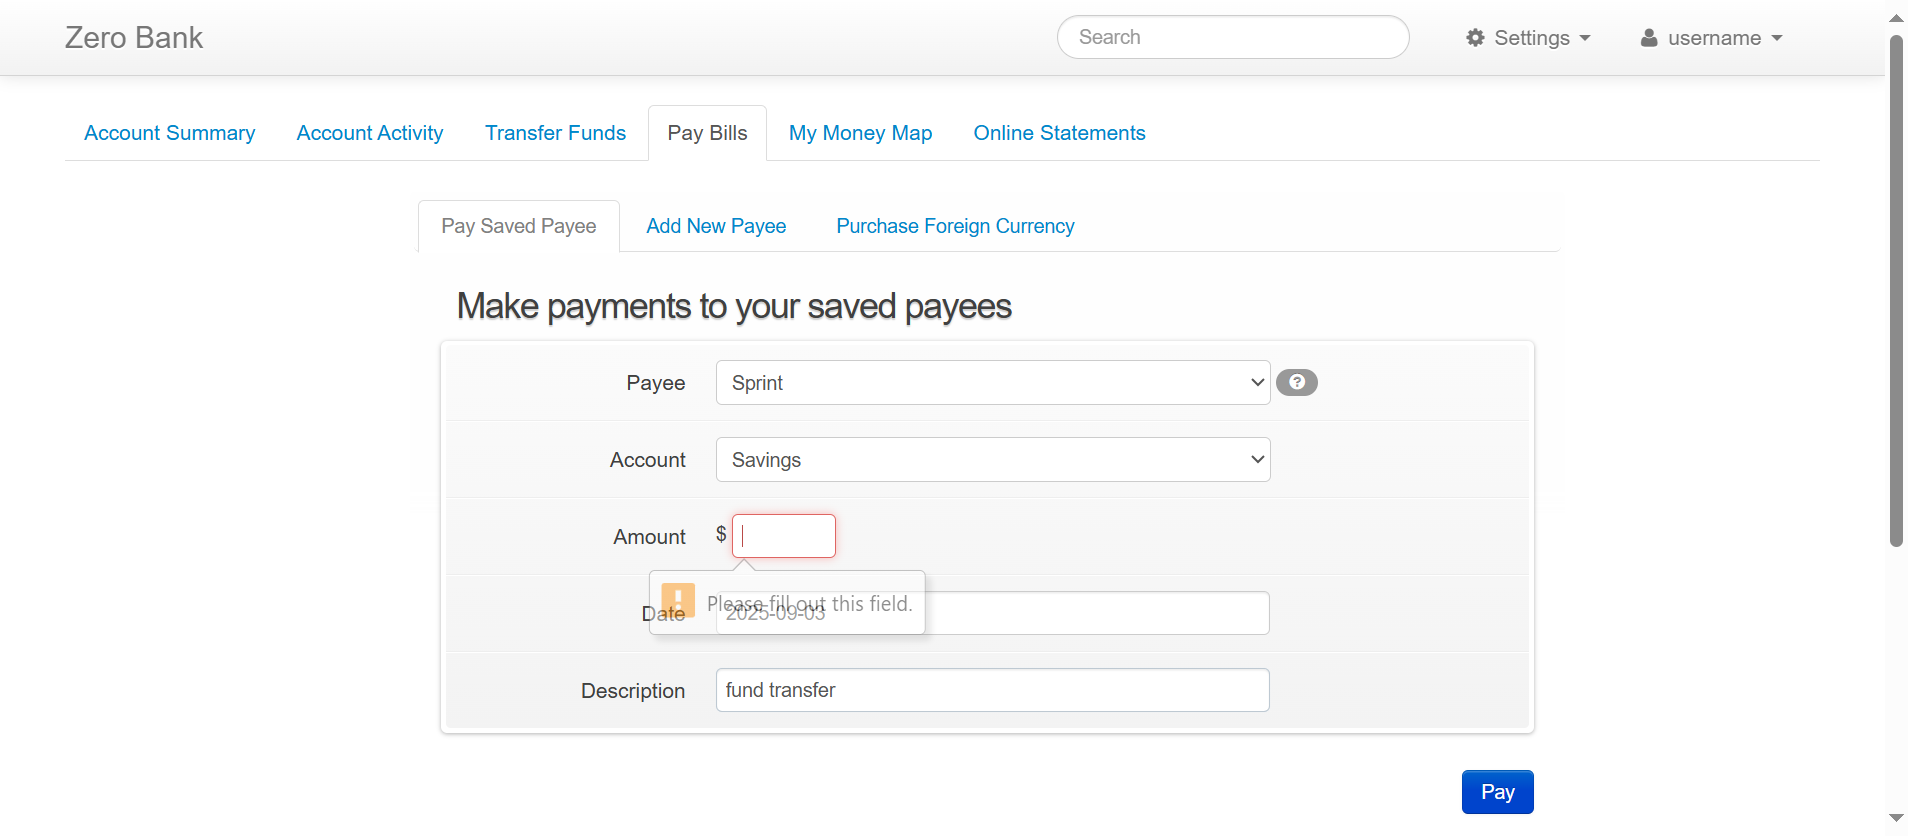 Zero Bank
Search
Settings
username
Account Summary
Account Activity
Transfer Funds
Pay Bills
My Money Map
Online Statements
Pay Saved Payee
Add New Payee
Purchase Foreign Currency
Make payments to your saved payees
Payee
Sprint
?
Account
Savings
Amount
$
Please fill out this field.
Date
2025-09-03
Description
fund transfer
Pay